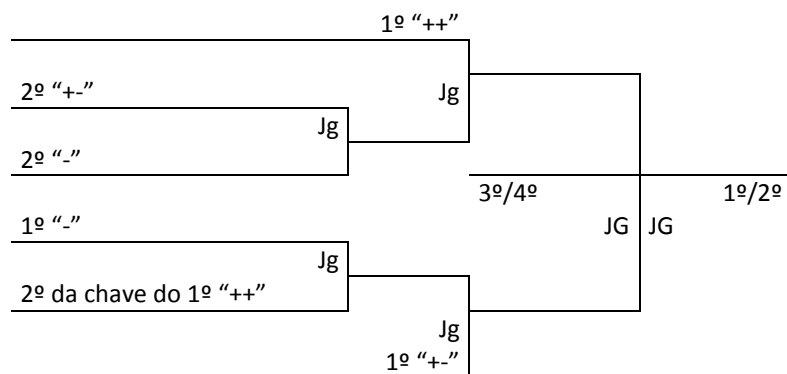 1º “++”
2º “+-”
Jg
Jg
2º “-”
3º/4º
1º/2º
1º “-”
JG
JG
Jg
2º da chave do 1º “++”
Jg
1º “+-”